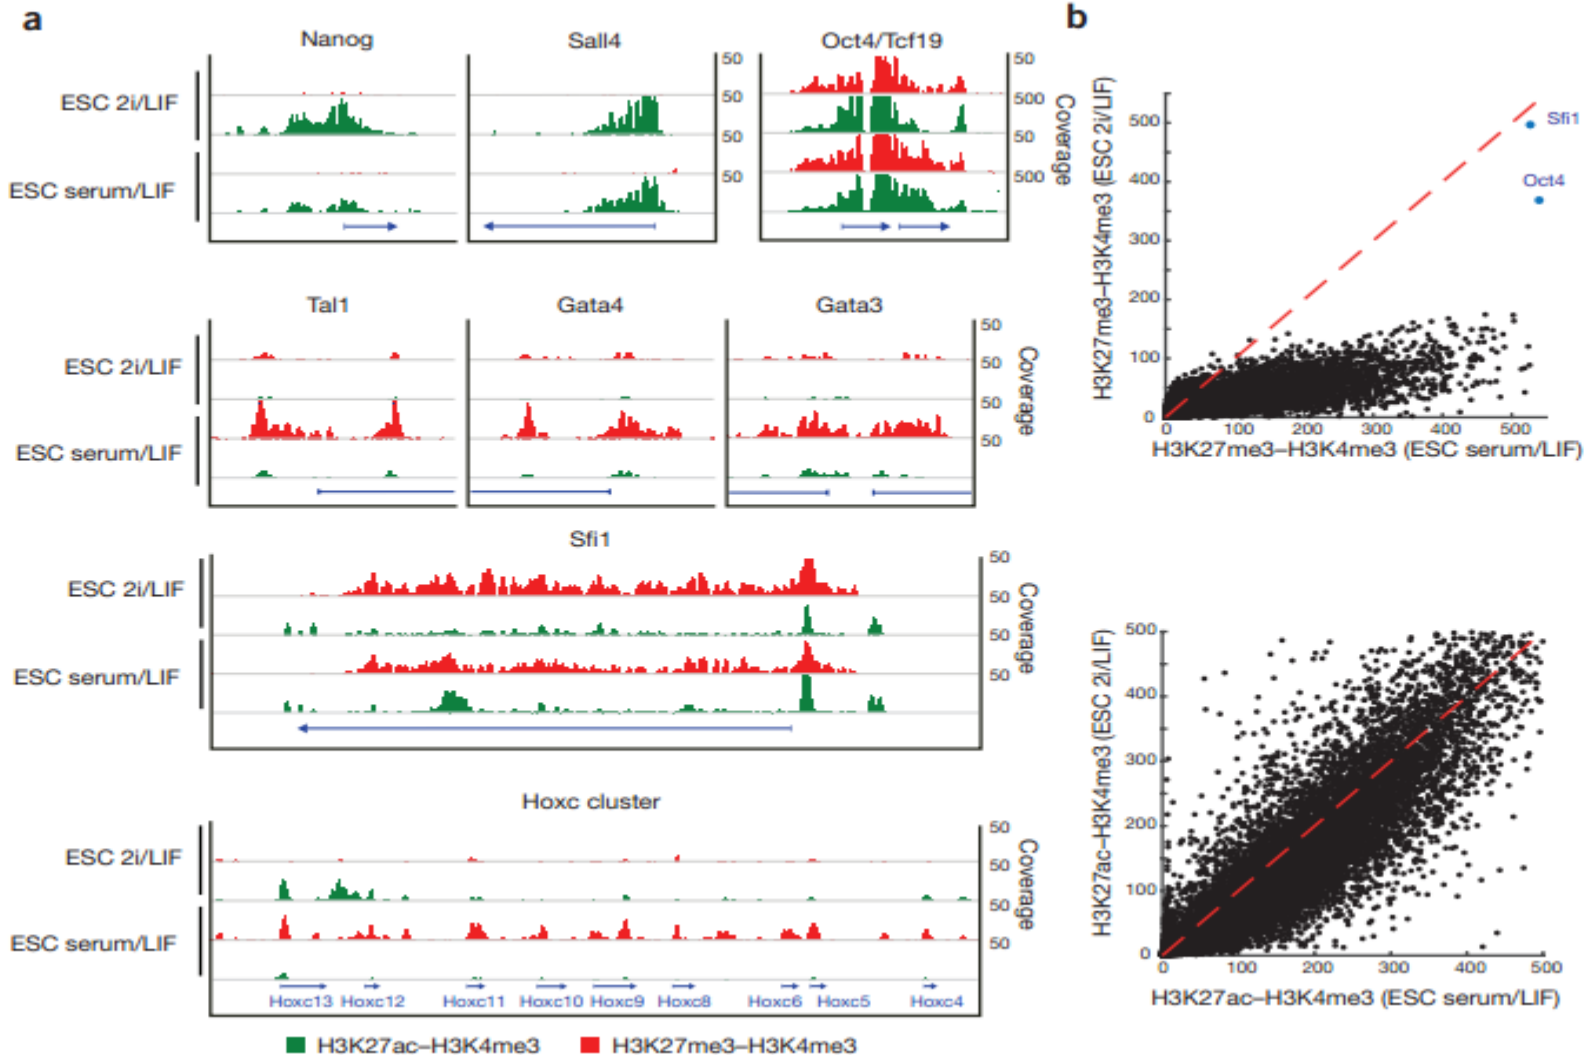 a
Nanog
Sall4
Oct4/Tcf19
ESC 2i/LIF
ESC serum/LIF
50
50
50
50
50
500
50
500
Coverage
Tal1
Gata4
Gata3
ESC 2i/LIF
ESC serum/LIF
50
50
50
50
Coverage
Sfi1
ESC 2i/LIF
ESC serum/LIF
50
50
50
50
Coverage
Hoxc cluster
ESC 2i/LIF
ESC serum/LIF
50
50
50
50
Coverage
Hoxc13 Hoxc12 Hoxc11 Hoxc10 Hoxc9 Hoxc8 Hoxc6 Hoxc5 Hoxc4
H3K27ac–H3K4me3 H3K27me3–H3K4me3
b
H3K27me3–H3K4me3 (ESC 2i/LIF)
500
400
300
200
100
0
Sfi1
Oct4
100 200 300 400 500
H3K27me3–H3K4me3 (ESC serum/LIF)
H3K27ac–H3K4me3 (ESC 2i/LIF)
500
400
300
200
100
0
0 100 200 300 400 500
H3K27ac–H3K4me3 (ESC serum/LIF)